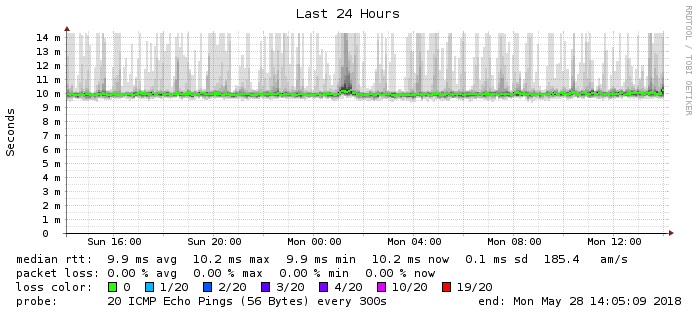 Last 24 Hours
RRDTOOL / TOBI OETIKER
Seconds
14 m
13 m
12 m
11 m
10 m
9 m
8 m
7 m
6 m
5 m
4 m
3 m
2 m
1 m
0
Sun 16:00 Sun 20:00 Mon 00:00 Mon 04:00 Mon 08:00 Mon 12:00
median rtt: 9.9 ms avg 10.2 ms max 9.9 ms min 10.2 ms now 0.1 ms sd 185.4 am/s
packet loss: 0.00 % avg 0.00 % max 0.00 % min 0.00 % now
loss color: 0 1/20 2/20 3/20 4/20 10/20 19/20
probe: 20 ICMP Echo Pings (56 Bytes) every 300s end: Mon May 28 14:05:09 2018